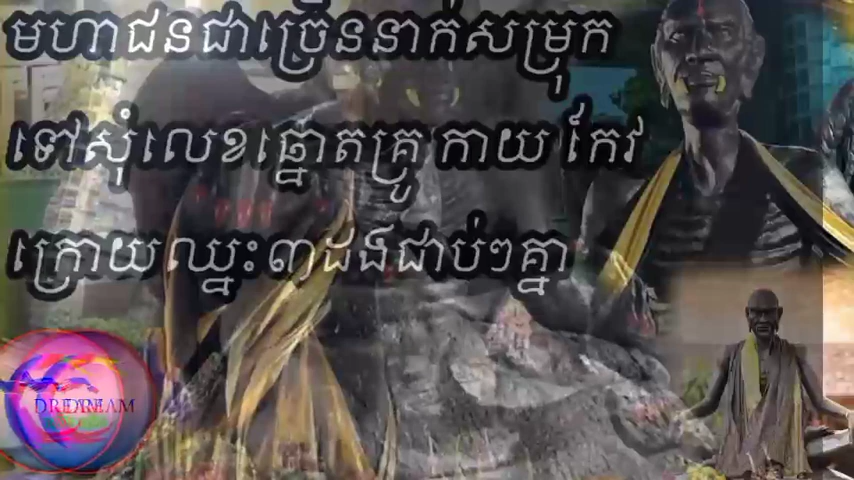 មហាជនជាច្រើននាក់សម្រុក
ទៅសុំលេខឆ្នោតគ្រូ កាយ កែវ
ក្រោយឈ្នះ៣ដងជាប់ៗគ្នា